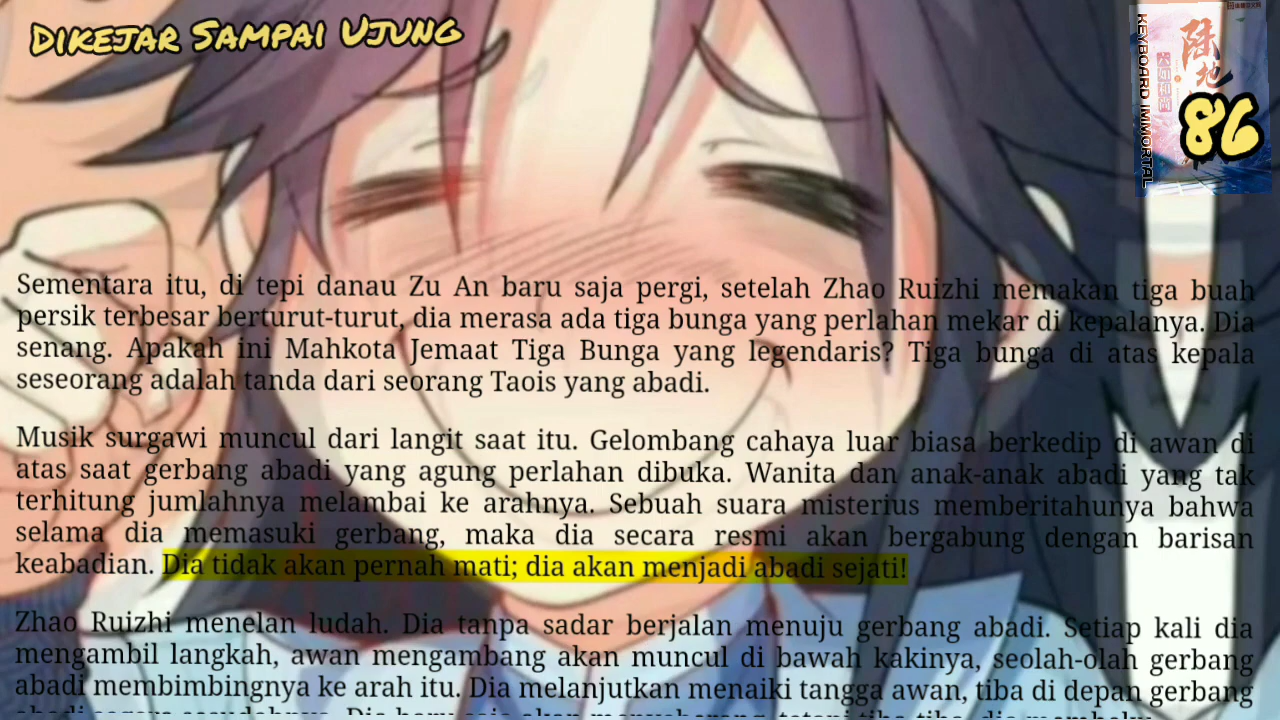 Dikejar Sampai Ujung
陆地
KEYBOARD IMMORTAL
六如和尚
86
Sementara itu, di tepi danau Zu An baru saja pergi, setelah Zhao Ruizhi memakan tiga buah
persik terbesar berturut-turut, dia merasa ada tiga bunga yang perlahan mekar di kepalanya. Dia
senang. Apakah ini Mahkota Jemaat Tiga Bunga yang legendaris? Tiga bunga di atas kepala
seseorang adalah tanda dari seorang Taois yang abadi.
Musik surgawi muncul dari langit saat itu. Gelombang cahaya luar biasa berkedip di awan di
atas saat gerbang abadi yang agung perlahan dibuka. Wanita dan anak-anak abadi yang tak
terhitung jumlahnya melambai ke arahnya. Sebuah suara misterius memberitahunya bahwa
selama dia memasuki gerbang, maka dia secara resmi akan bergabung dengan barisan
keabadian. Dia tidak akan pernah mati; dia akan menjadi abadi sejati!
Zhao Ruizhi menelan ludah. Dia tanpa sadar berjalan menuju gerbang abadi. Setiap kali dia
mengambil langkah, awan mengambang akan muncul di bawah kakinya, seolah-olah gerbang
abadi membimbingnya ke arah itu. Dia melanjutkan menaiki tangga awan, tiba di depan gerbang